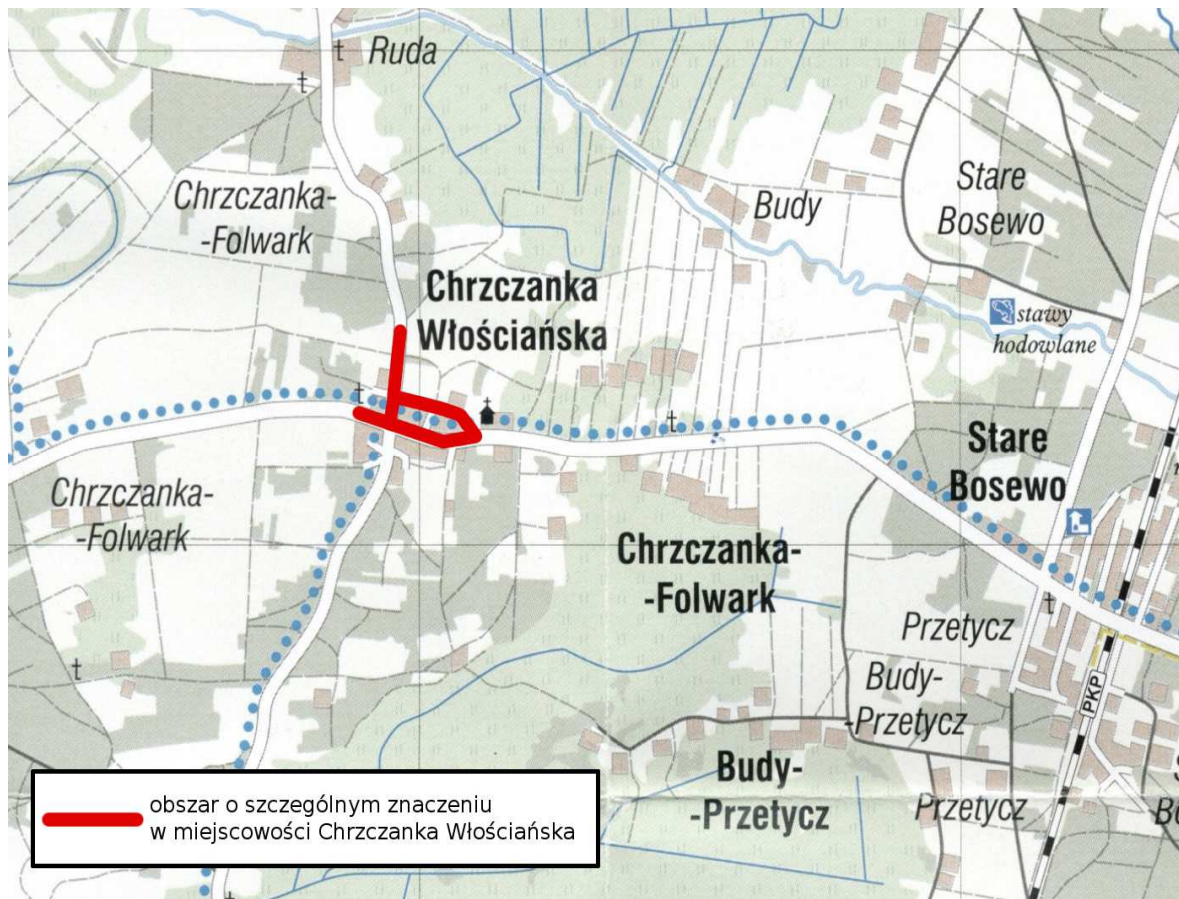 Ruda
Chrzczanka-
-Folwark
Budy
Stare
Bosewo
Chrzczanka
Włościańska
stawy
hodowlane
Stare
Bosewo
Chrzczanka-
-Folwark
Chrzczanka-
-Folwark
Przetycz
Budy-
-Przetycz
PKP
Budy-
-Przetycz
Przetycz
obszar o szczególnym znaczeniu
w miejscowości Chrzczanka Włościańska